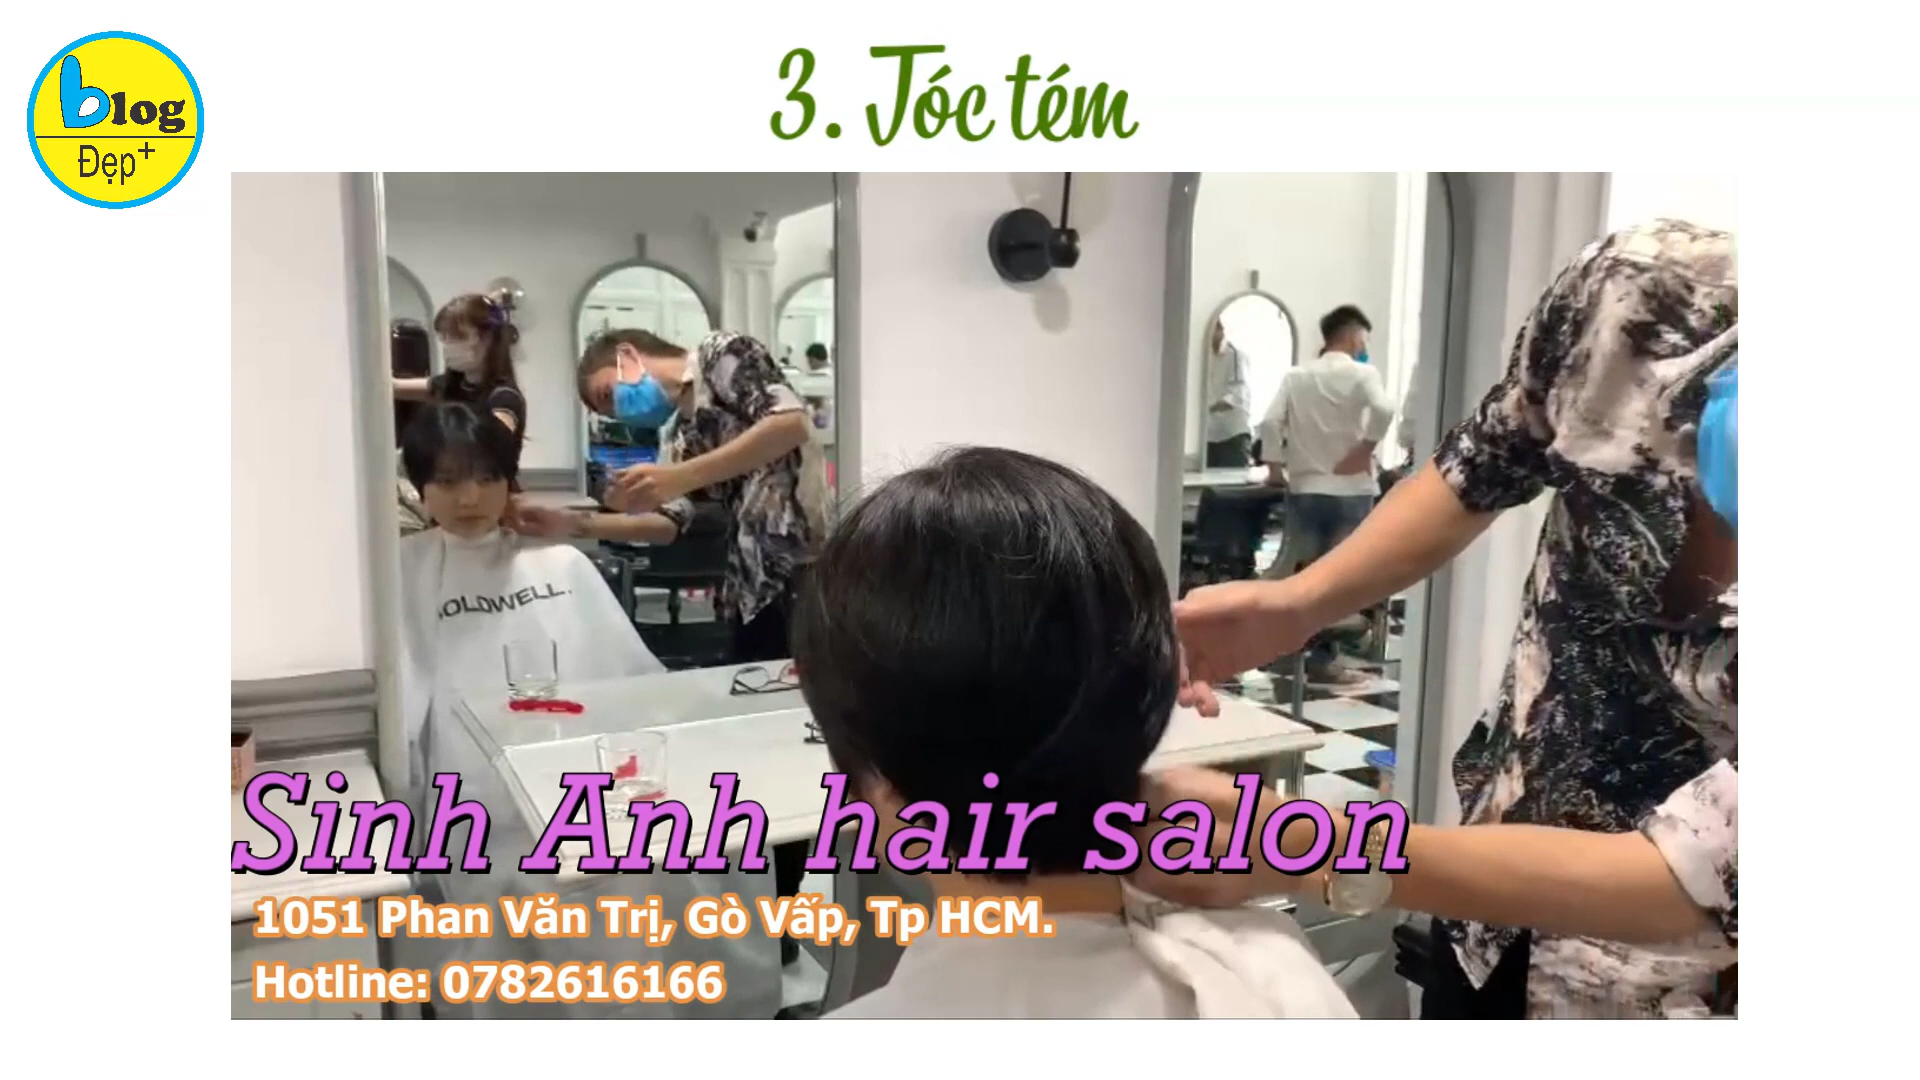 blog
Đẹp+
3. Tóc tém
OLDWELL.
Sinh Anh hair salon
1051 Phan Văn Trị, Gò Vấp, Tp HCM.
Hotline: 0782616166